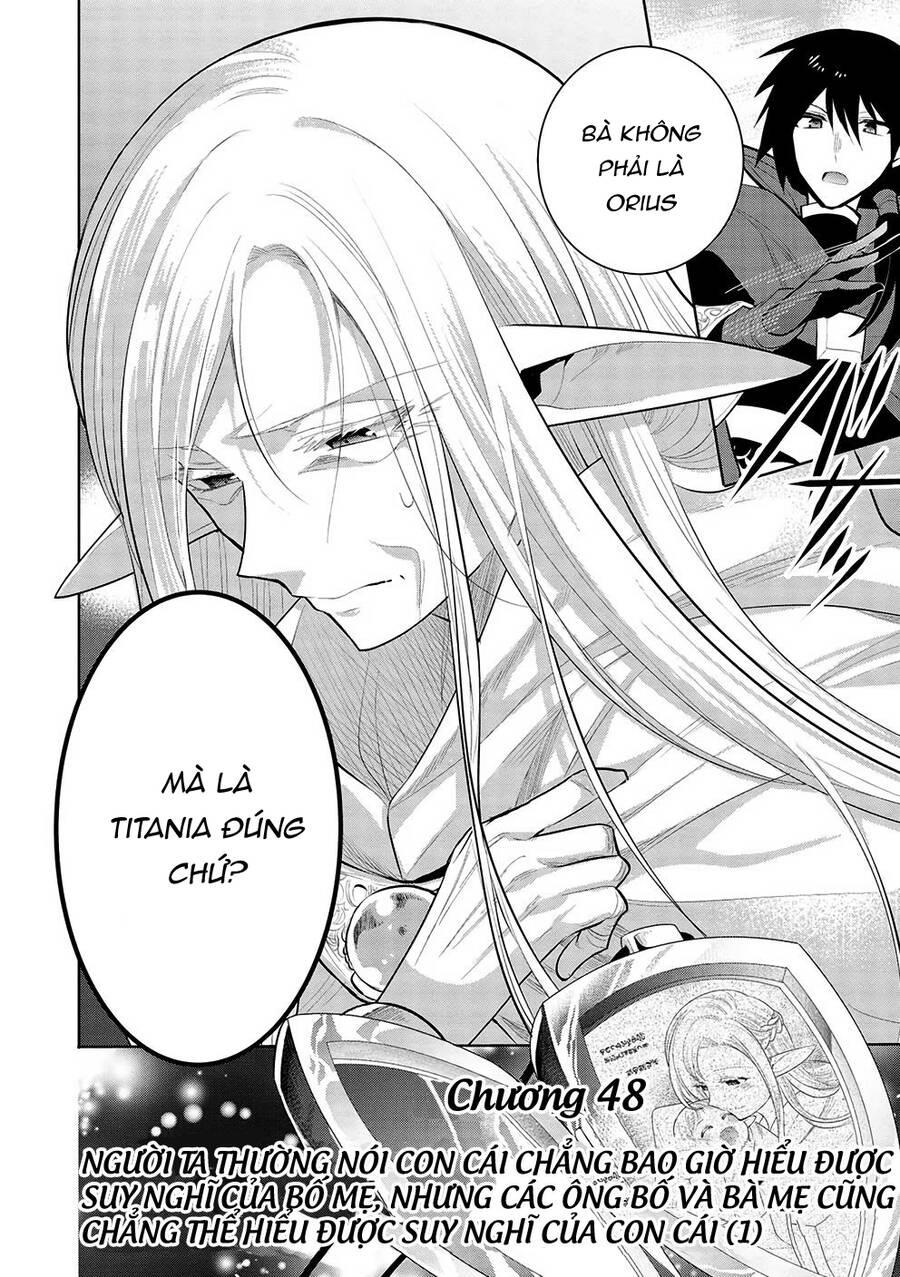 BÀ KHÔNG
PHẢI LÀ
ORIUS
MÀ LÀ
TITANIA ĐÚNG
CHỨ?
Chương 48
NGƯỜI TA THƯỜNG NÓI CON CÁI CHẲNG BAO GIỜ HIỂU ĐƯỢC
SUY NGHĨ CỦA BỐ MẸ, NHƯNG CÁC ÔNG BỐ VÀ BÀ MẸ CŨNG
CHẲNG THỂ HIỂU ĐƯỢC SUY NGHĨ CỦA CON CÁI (1)